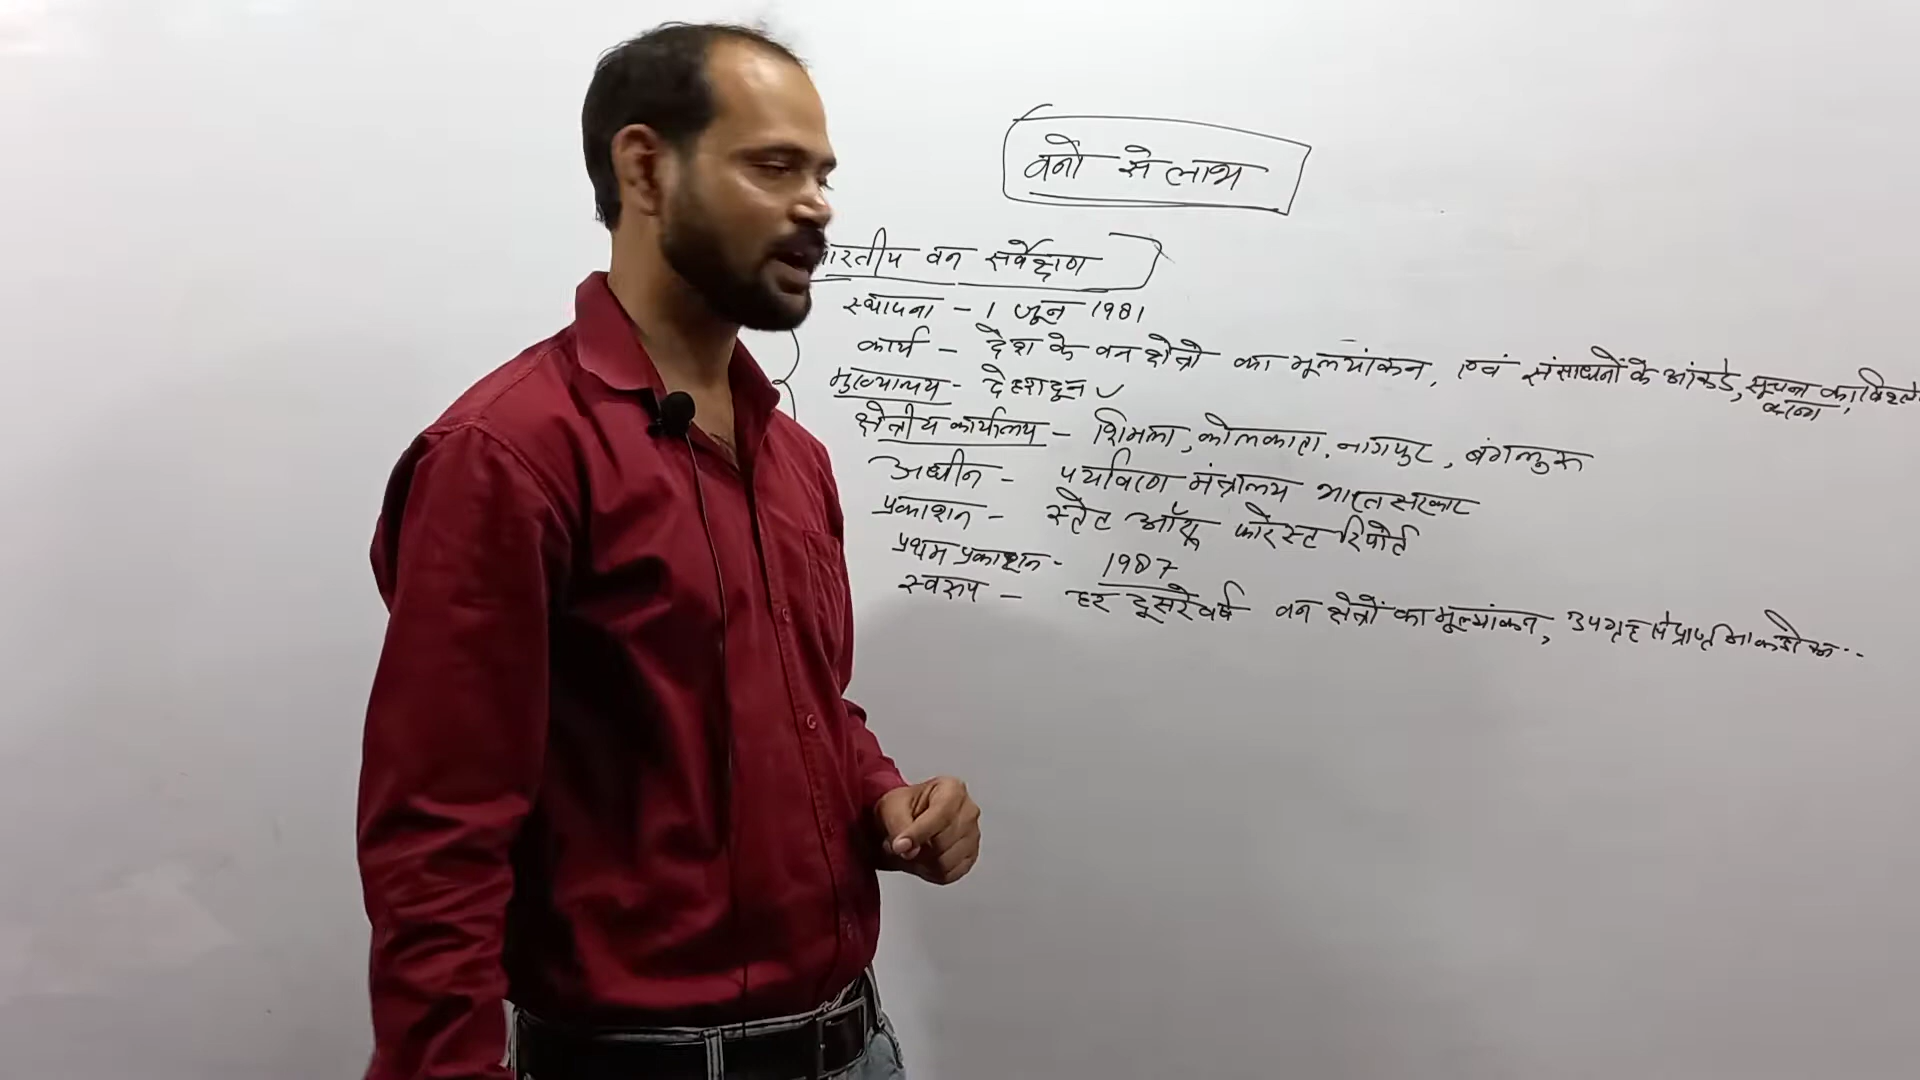 वनो से लाभ
भारतीय वन सर्वेक्षण
स्थापना - 1 जून 1981
कार्य - देश के वन क्षेत्रो का मूल्यांकन, एवं संसाधनों के आंकडे, सूचना का विश्ले
करना
मुख्यालय - देहरादून ✓
क्षेत्रीय कार्यालय - शिमला, कोलकाता, नागपुर, बंगलुरू
अधीन - पर्यावरण मंत्रालय भारत सरकार
प्रकाशन - स्टेट ऑफ फोरेस्ट रिपोर्ट
प्रथम प्रकाशन - 1987
स्वरूप - हर दूसरे वर्ष वन क्षेत्रों का मूल्यांकन, उपग्रह से प्राप्त